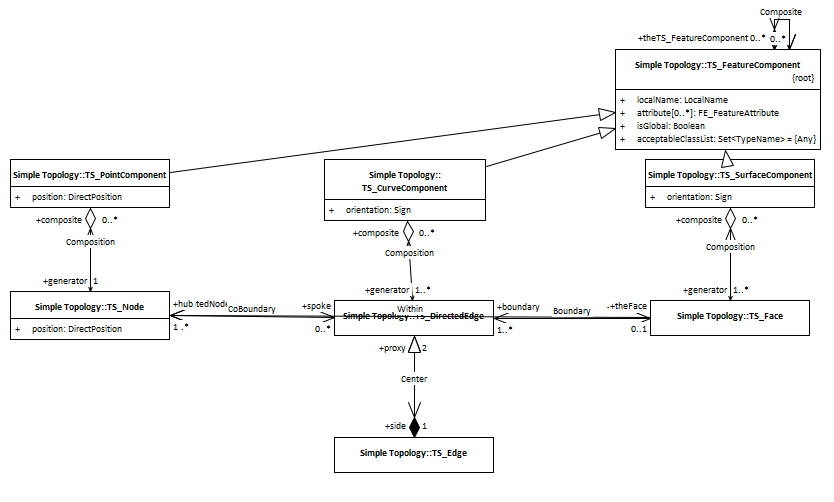 Composite
+theTS_FeatureComponent 0..* 0..*
Simple Topology::TS_FeatureComponent
{root}
+ localName: LocalName
+ attribute[0..*]: FE_FeatureAttribute
+ isGlobal: Boolean
+ acceptableClassList: Set<TypeName> = {Any}
Simple Topology::TS_PointComponent
+ position: DirectPosition
Simple Topology::
TS_CurveComponent
+ orientation: Sign
Simple Topology::TS_SurfaceComponent
+ orientation: Sign
+composite 0..*
Composition
+generator 1
+composite 0..*
Composition
+generator 1..*
+composite 0..*
Composition
+generator 1..*
Simple Topology::TS_Node
+ position: DirectPosition
+hub tedNode
CoBoundary
+spoke
1 ..*
0..*
Within
Simple Topology::TS_DirectedEdge
+boundary
Boundary
+theFace
1..*
0..1
Simple Topology::TS_Face
+proxy 2
Center
+side 1
Simple Topology::TS_Edge